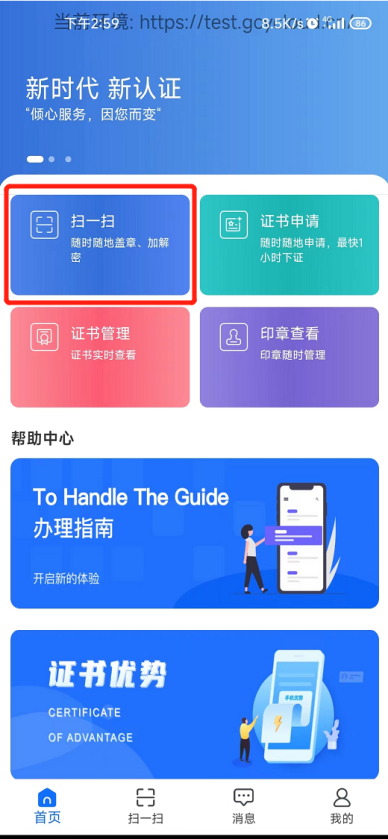 当前环境: https://test.
下午2:59
8.5K/s
4G
86
新时代 新认证
“倾心服务，因您而变”
扫一扫
随时随地盖章、加解
密
证书申请
随时随地申请，最快1
小时下证
证书管理
证书实时查看
印章查看
印章随时管理
帮助中心
To Handle The Guide
办理指南
开启新的体验
证书优势
CERTIFICATE
OF ADVANTAGE
手机优势
首页
扫一扫
消息
我的